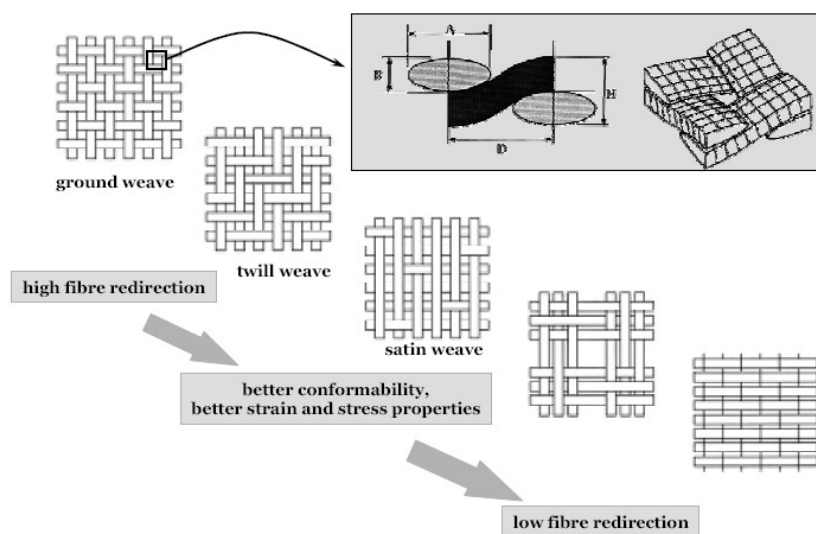 A
B
H
D
ground weave
twill weave
high fibre redirection
satin weave
better conformability,
better strain and stress properties
low fibre redirection